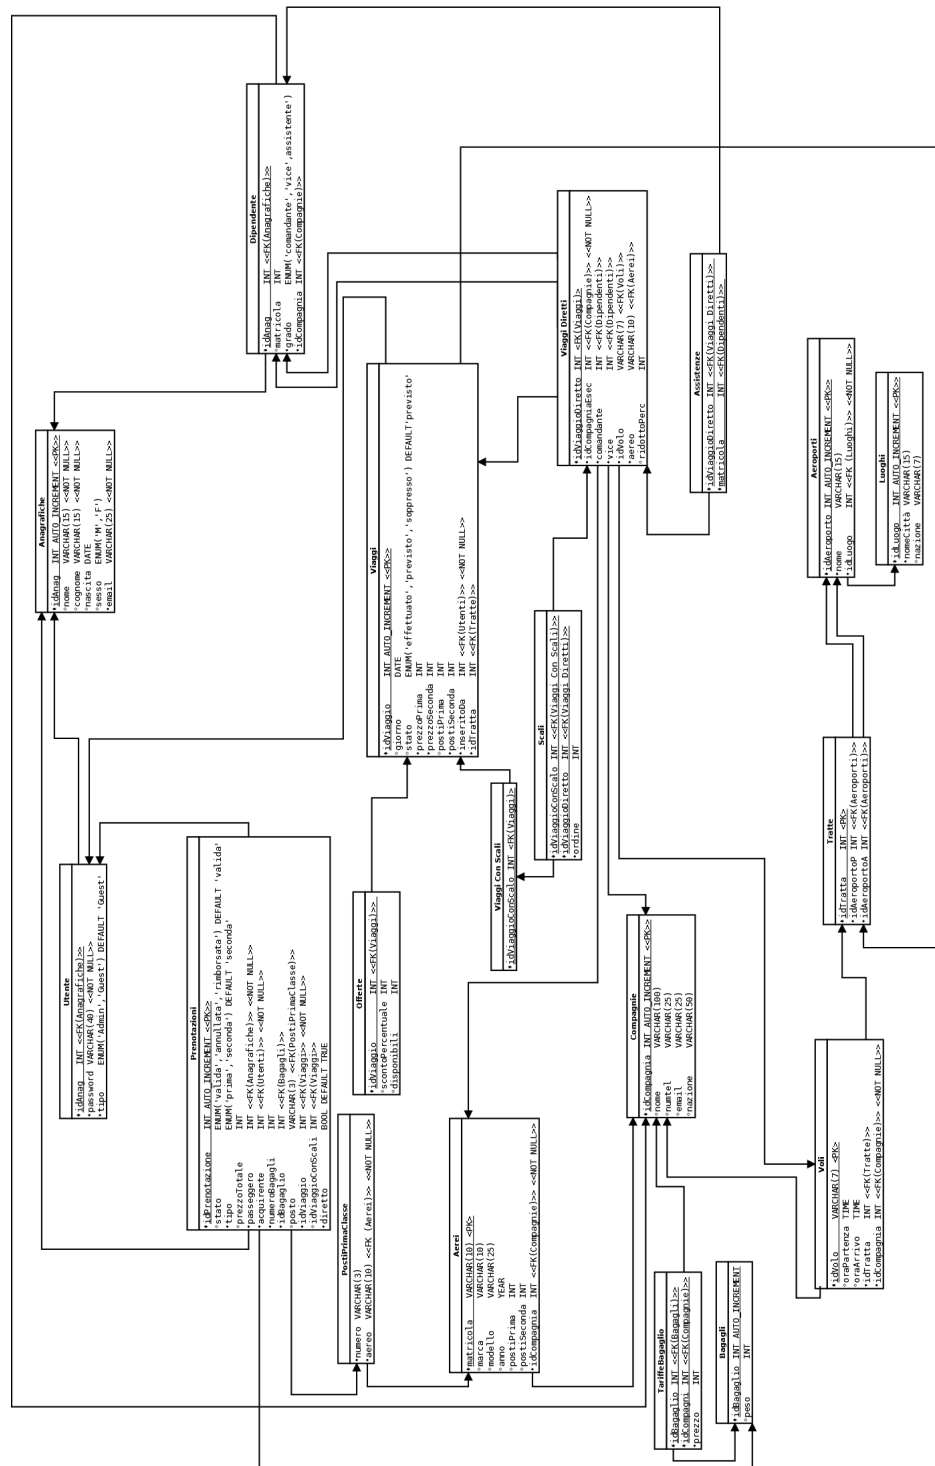 Dipendente
*idAnag INT <<FK(Anagrafiche)>>
°matricola INT
°grado ENUM('comandante','vice',assistente')
*idCompagnia INT <<FK(Compagnie)>>
Anagrafiche
*idAnag INT AUTO_INCREMENT <<PK>>
°nome VARCHAR(15) <<NOT NULL>>
°cognome VARCHAR(15) <<NOT NULL>>
°nascita DATE
°sesso ENUM('M','F')
*email VARCHAR(25) <<NOT NULL>>
Utente
*idAnag INT <<FK(Anagrafiche)>>
*password VARCHAR(40) <<NOT NULL>>
*tipo ENUM('Admin','Guest') DEFAULT 'Guest'
Prenotazioni
*idPrenotazione INT AUTO_INCREMENT <<PK>>
°stato ENUM('valida','annullata','rimborsata') DEFAULT 'valida'
°tipo ENUM('prima','seconda') DEFAULT 'seconda'
°prezzoTotale INT
*passeggero INT <<FK(Anagrafiche)>> <<NOT NULL>>
*acquirente INT <<FK(Utenti)>> <<NOT NULL>>
°numeroBagagli INT
*idBagaglio INT <<FK(Bagagli)>>
°posto VARCHAR(3) <<FK(PostiPrimaClasse)>>
*idViaggio INT <<FK(Viaggi>> <<NOT NULL>>
°idViaggioConScali INT <<FK(Viaggi>>
°diretto BOOL DEFAULT TRUE
Viaggi
*idViaggio INT AUTO_INCREMENT <<PK>>
°giorno DATE
°stato ENUM('effettuato','previsto','soppresso') DEFAULT'previsto'
°prezzoPrima INT
°prezzoSeconda INT
°postiPrima INT
°postiSeconda INT
*inseritoDa INT <<FK(Utenti)>> <<NOT NULL>>
*idTratta INT <<FK(Tratte)>>
Offerte
*idViaggio INT <<FK(Viaggi)>>
°scontoPercentuale INT
°disponibili INT
PostiPrimaClasse
*numero VARCHAR(3)
*aereo VARCHAR(10) <<FK (Aerei)>> <<NOT NULL>>
Aerei
*matricola VARCHAR(10) <PK>
°marca VARCHAR(10)
°modello VARCHAR(25)
°anno YEAR
°postiPrima INT
°postiSeconda INT
*idCompagnia INT <<FK(Compagnie)>> <<NOT NULL>>
Viaggi Con Scali
*idViaggioConScalo INT <FK(Viaggi)>
Scali
*idViaggioConScalo INT <<FK(Viaggi Con Scali)>>
*idViaggioDiretto INT <<FK(Viaggi Diretti)>>
°ordine INT
Viaggi Diretti
*idViaggioDiretto INT <FK(Viaggi)>
*idCompagniaEsec INT <<FK(Compagnie)>> <<NOT NULL>>
°comandante INT <<FK(Dipendenti)>>
°vice INT <<FK(Dipendenti)>>
*idVolo VARCHAR(7) <<FK(Voli)>>
°aereo VARCHAR(10) <<FK(Aerei)>>
°ridottoPerc INT
Assistenze
*idViaggioDiretto INT <<FK(Viaggi Diretti)>>
*matricola INT <<FK(Dipendenti)>>
Compagnie
*idCompagnia INT AUTO_INCREMENT <<PK>>
°nome VARCHAR(100)
°numtel VARCHAR(25)
°email VARCHAR(25)
°nazione VARCHAR(50)
TariffeBagaglio
*idBagaglio INT <<FK(Bagagli)>>
*idCompagni INT <<FK(Compagnie)>>
°prezzo INT
Bagagli
*idBagaglio INT AUTO_INCREMENT
°peso INT
Aeroporti
*idAeroporto INT AUTO_INCREMENT <<PK>>
°nome VARCHAR(15)
*idLuogo INT <<FK (Luoghi)>> <<NOT NULL>>
Luoghi
*idLuogo INT AUTO_INCREMENT <<PK>>
°nomeCittà VARCHAR(15)
°nazione VARCHAR(7)
Tratte
*idTratta INT <PK>
*idAeroportoP INT <<FK(Aeroporti)>>
*idAeroportoA INT <<FK(Aeroporti)>>
Voli
*idVolo VARCHAR(7) <PK>
°oraPartenza TIME
°oraArrivo TIME
*idTratta INT <<FK(Tratte)>>
*idCompagnia INT <<FK(Compagnie)>> <<NOT NULL>>